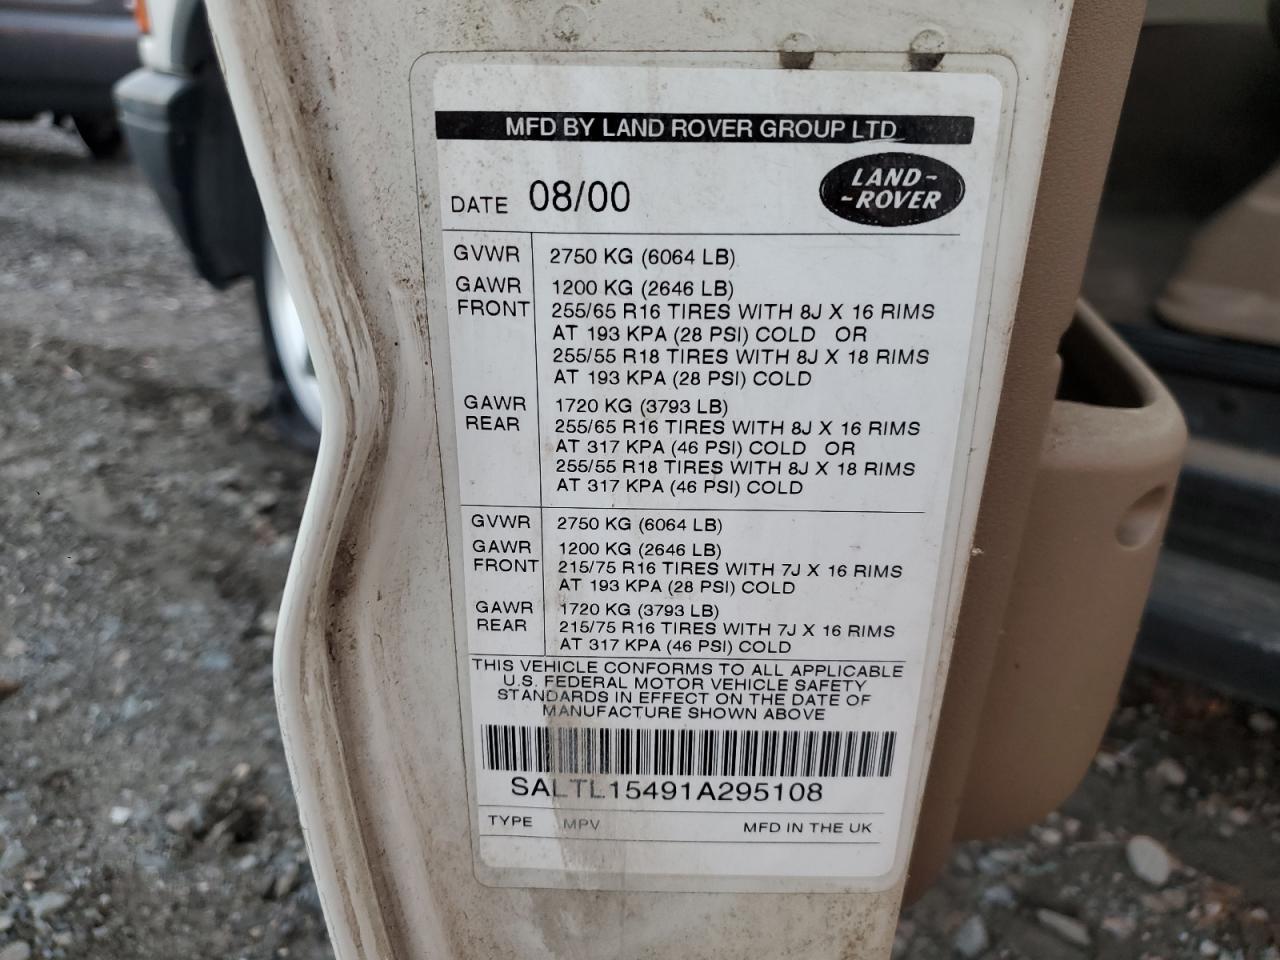 MFD BY LAND ROVER GROUP LTD
LAND-
-ROVER
DATE 08/00
GVWR 2750 KG (6064 LB)
GAWR 1200 KG (2646 LB)
FRONT 255/65 R16 TIRES WITH 8J X 16 RIMS
AT 193 KPA (28 PSI) COLD OR
255/55 R18 TIRES WITH 8J X 18 RIMS
AT 193 KPA (28 PSI) COLD
GAWR 1720 KG (3793 LB)
REAR 255/65 R16 TIRES WITH 8J X 16 RIMS
AT 317 KPA (46 PSI) COLD OR
255/55 R18 TIRES WITH 8J X 18 RIMS
AT 317 KPA (46 PSI) COLD
GVWR 2750 KG (6064 LB)
GAWR 1200 KG (2646 LB)
FRONT 215/75 R16 TIRES WITH 7J X 16 RIMS
AT 193 KPA (28 PSI) COLD
GAWR 1720 KG (3793 LB)
REAR 215/75 R16 TIRES WITH 7J X 16 RIMS
AT 317 KPA (46 PSI) COLD
THIS VEHICLE CONFORMS TO ALL APPLICABLE
U.S. FEDERAL MOTOR VEHICLE SAFETY
STANDARDS IN EFFECT ON THE DATE OF
MANUFACTURE SHOWN ABOVE
SALTL15491A295108
TYPE MPV MFD IN THE UK